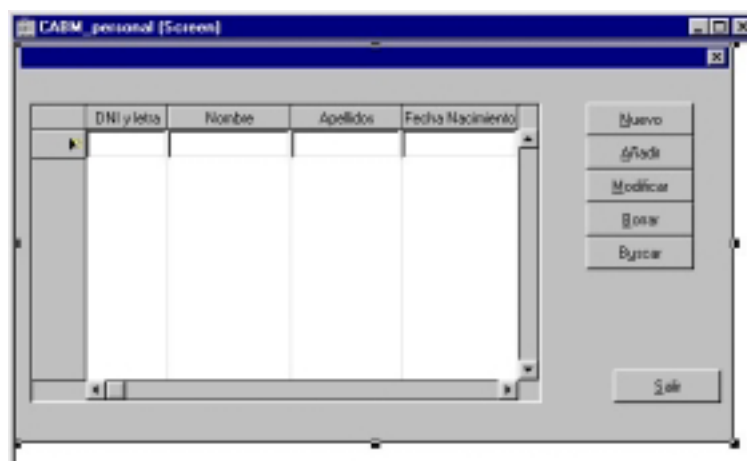 CABM_personal (Screen)
DNI y letra Nombre Apellidos Fecha Nacimiento
Nuevo
Añadir
Modificar
Borrar
Buscar
Salir